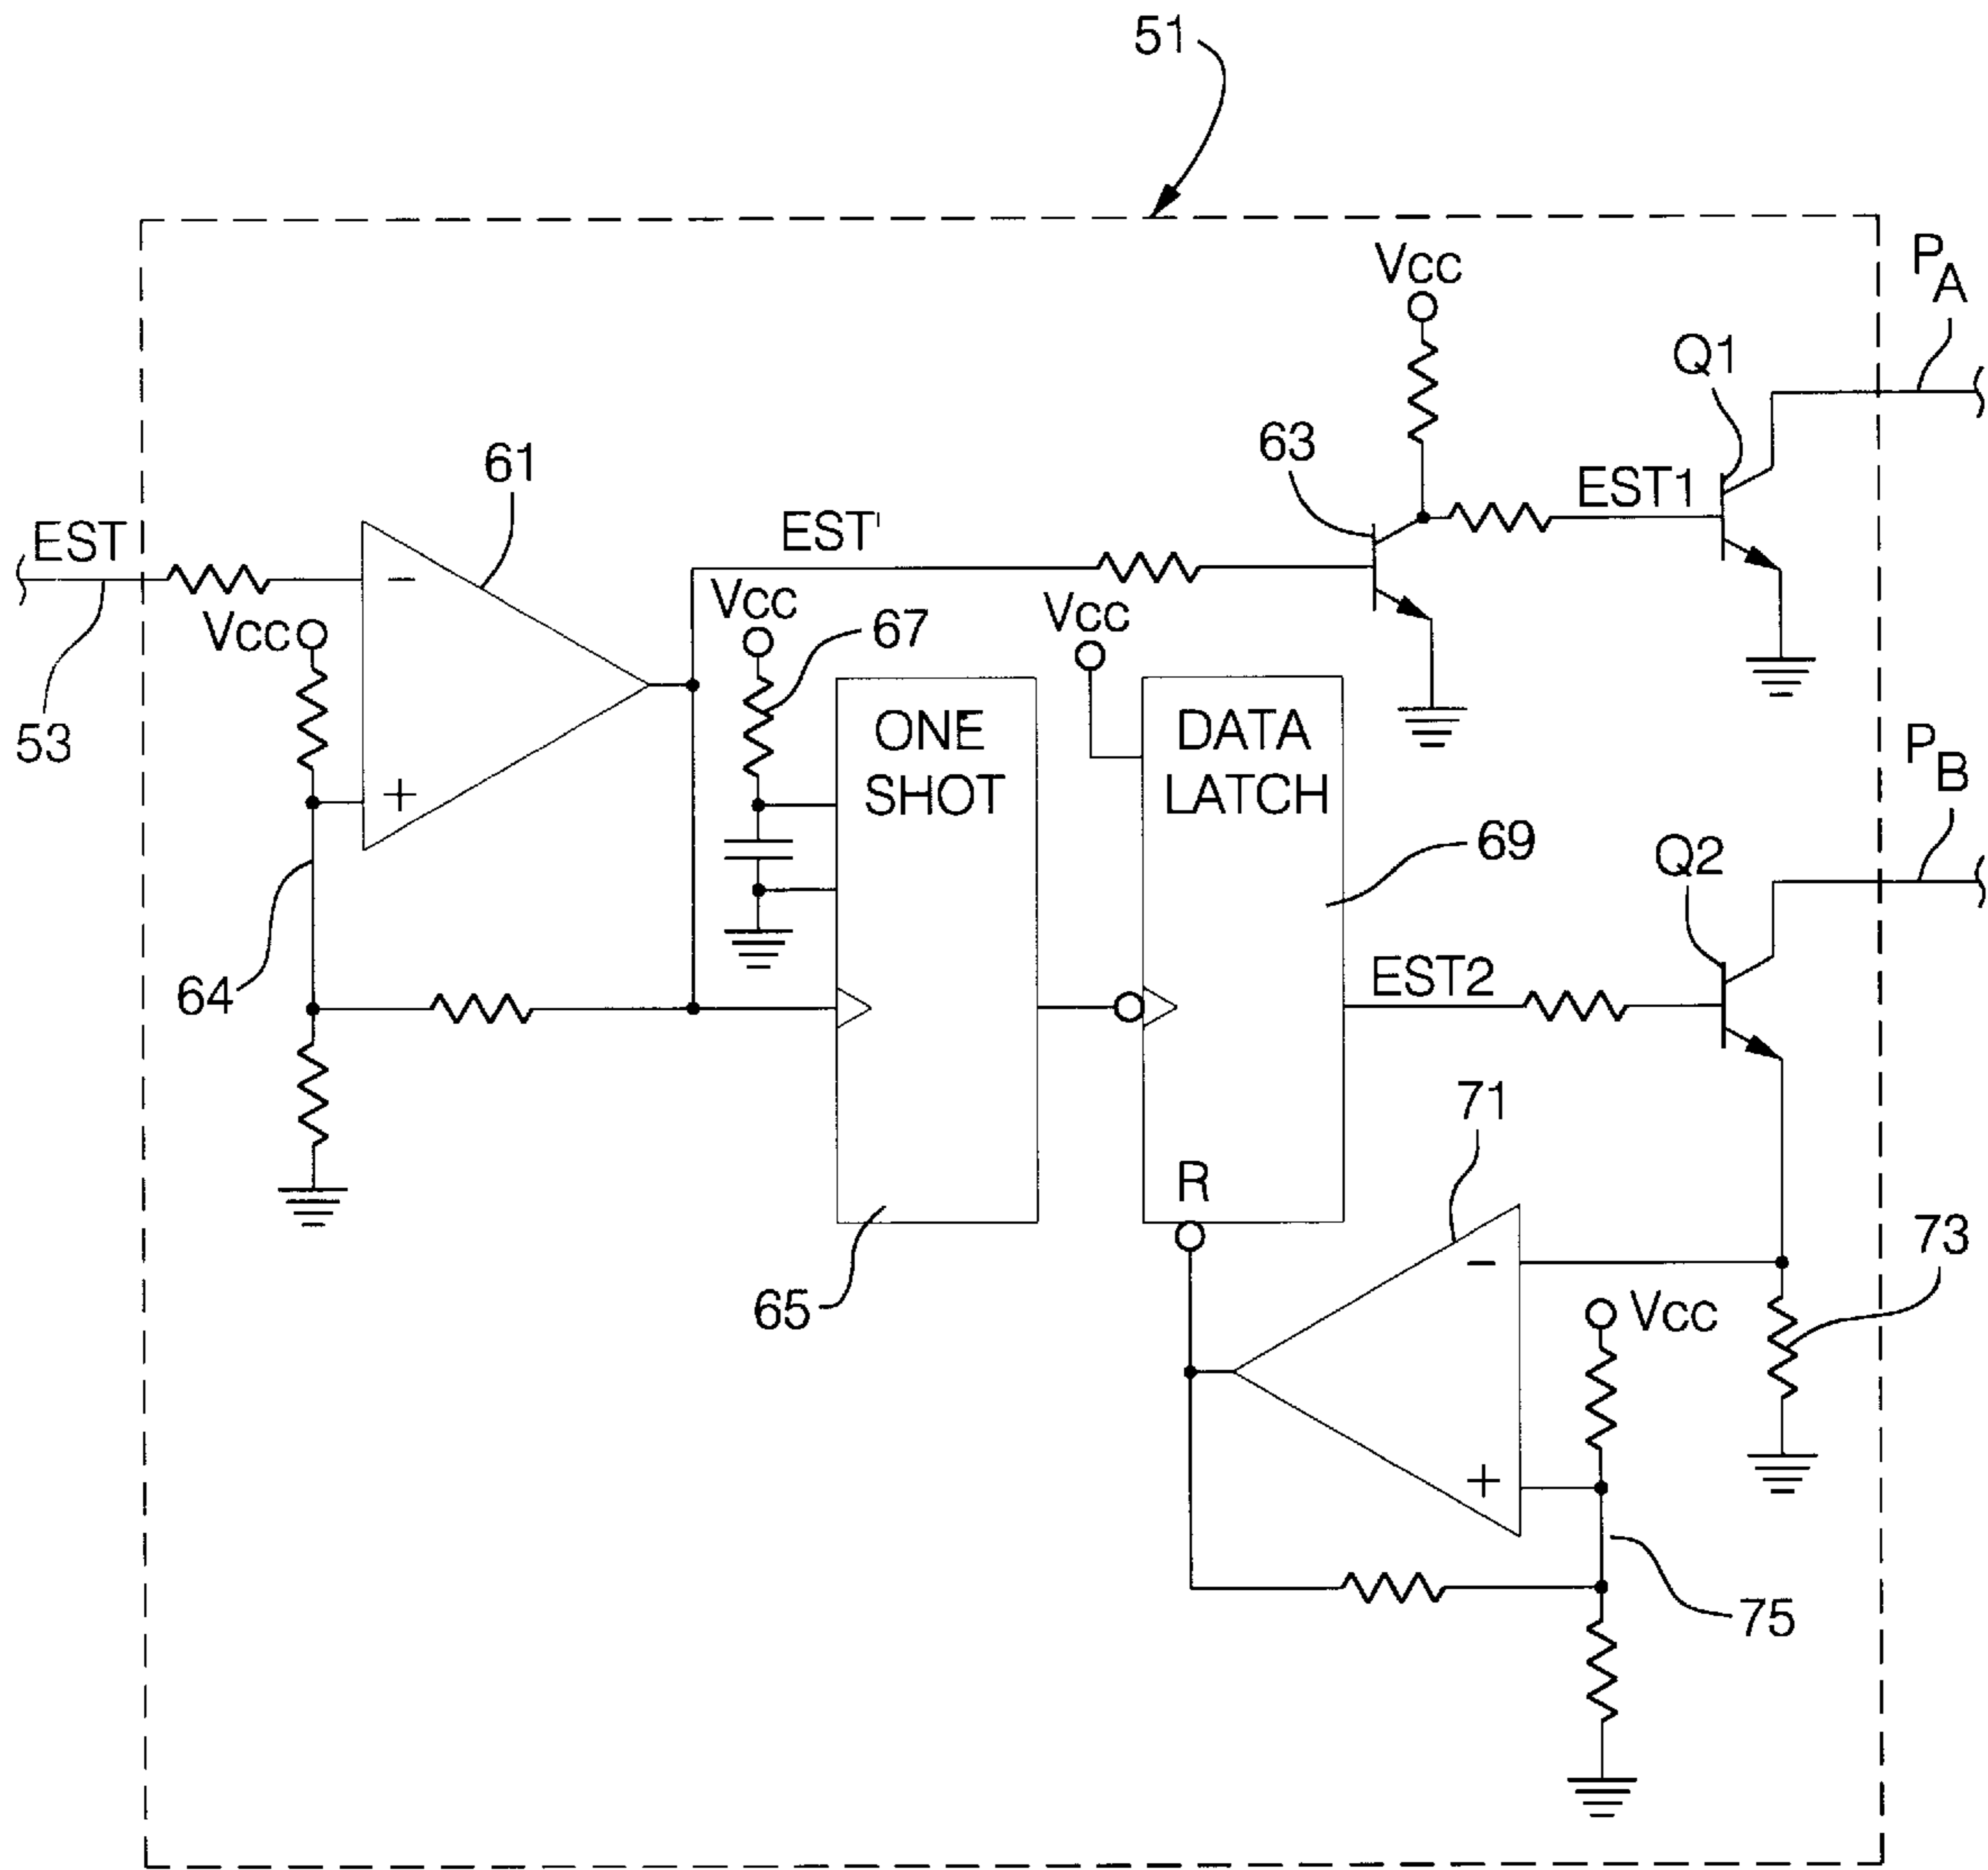 51
Vcc
PA
Q1
63
61
EST
EST'
EST1
Vcc
Vcc
Vcc
67
53
-
+
ONE
SHOT
DATA
LATCH
PB
69
Q2
64
EST2
71
R
73
-
65
Vcc
+
75